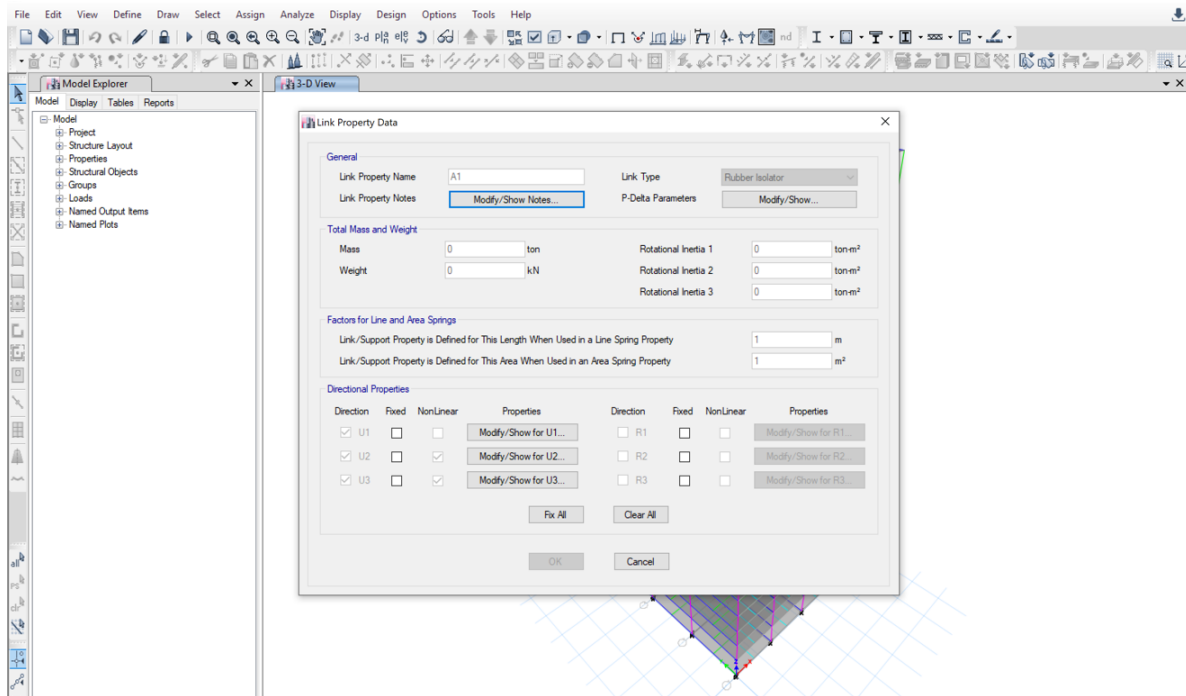 File Edit View Define Draw Select Assign Analyze Display Design Options Tools Help
3-d
nd
Model Explorer
3-D View
Model Display Tables Reports
Model
Project
Structure Layout
Properties
Structural Objects
Groups
Loads
Named Output Items
Named Plots
all
ps
clr
Link Property Data
General
Link Property Name A1 Link Type Rubber Isolator
Link Property Notes Modify/Show Notes... P-Delta Parameters Modify/Show...
Total Mass and Weight
Mass 0 ton Rotational Inertia 1 0 ton-m²
Weight 0 kN Rotational Inertia 2 0 ton-m²
Rotational Inertia 3 0 ton-m²
Factors for Line and Area Springs
Link/Support Property is Defined for This Length When Used in a Line Spring Property 1 m
Link/Support Property is Defined for This Area When Used in an Area Spring Property 1 m²
Directional Properties
Direction Fixed NonLinear Properties Direction Fixed NonLinear Properties
U1 Modify/Show for U1... R1 Modify/Show for R1...
U2 Modify/Show for U2... R2 Modify/Show for R2...
U3 Modify/Show for U3... R3 Modify/Show for R3...
Fix All Clear All
OK Cancel